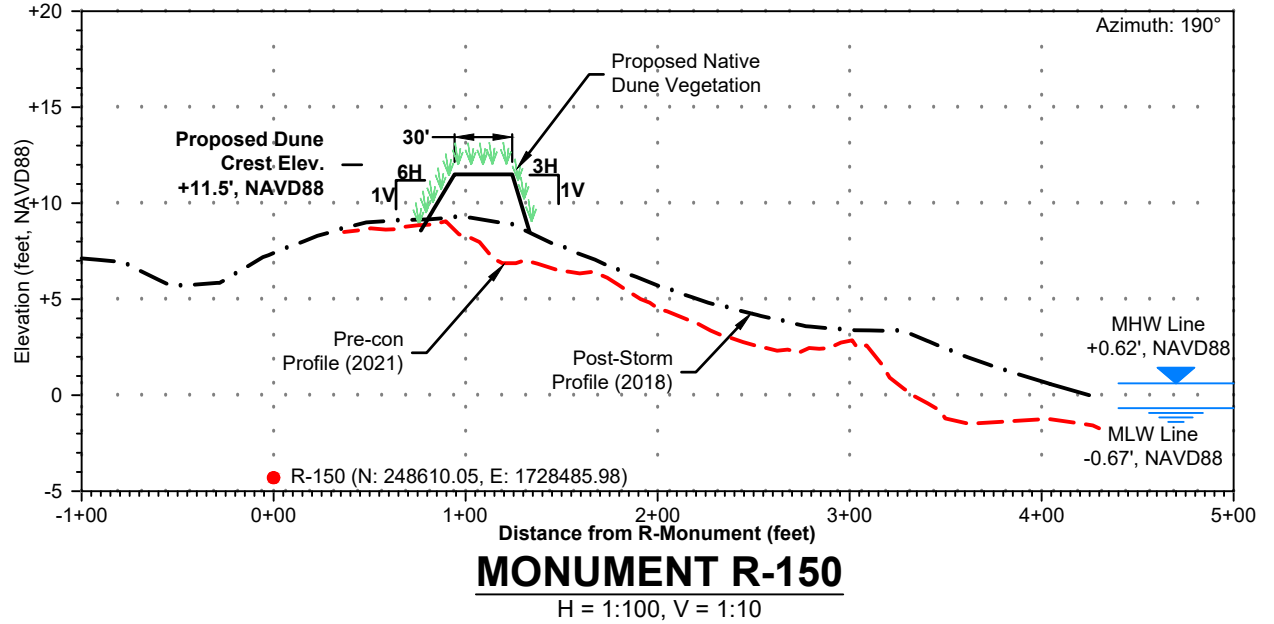 +20
Azimuth: 190°
Proposed Native
Dune Vegetation
+15
30'
Proposed Dune
Crest Elev.
+11.5', NAVD88
6H
1V
3H
1V
+10
Elevation (feet, NAVD88)
+5
Pre-con
Profile (2021)
Post-Storm
Profile (2018)
MHW Line
+0.62', NAVD88
0
MLW Line
-0.67', NAVD88
R-150 (N: 248610.05, E: 1728485.98)
-5
-1+00 0+00 1+00 2+00 3+00 4+00 5+00
Distance from R-Monument (feet)
MONUMENT R-150
H = 1:100, V = 1:10